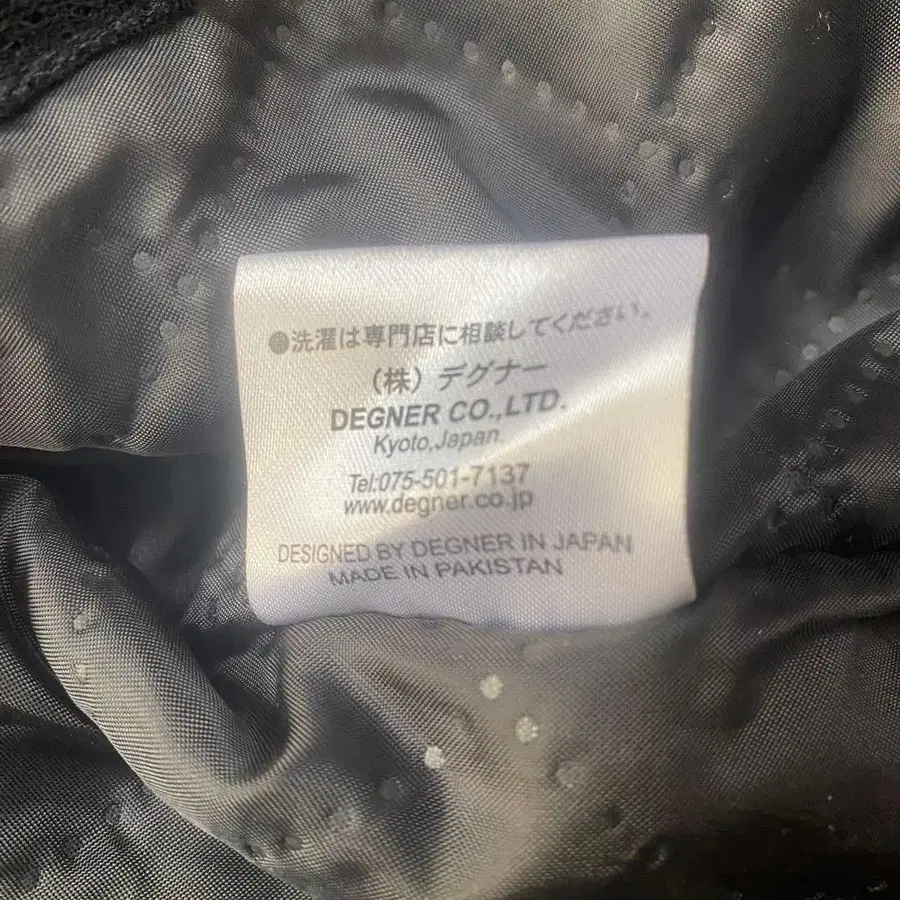 ●洗濯は専門店に相談してください。
（株）デグナー
DEGNER CO.,LTD.
Kyoto,Japan.
Tel:075-501-7137
www.degner.co.jp
DESIGNED BY DEGNER IN JAPAN
MADE IN PAKISTAN